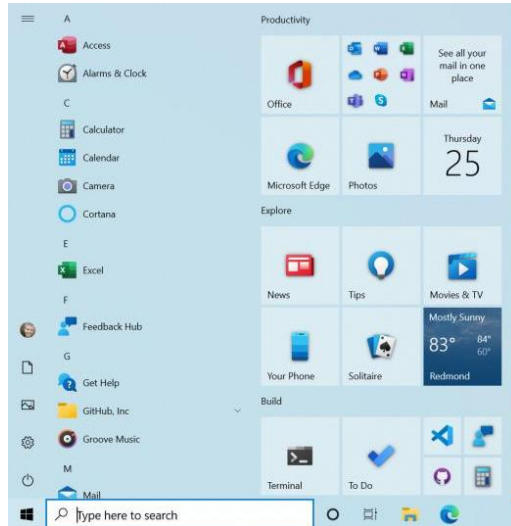 A
Access
Alarms & Clock
C
Calculator
Calendar
Camera
Cortana
E
Excel
F
Feedback Hub
G
Get Help
GitHub, Inc
Groove Music
M
Mail
Productivity
Office
See all your
mail in one
place
Mail
Microsoft Edge
Photos
Thursday
25
Explore
News
Tips
Movies & TV
Your Phone
Solitaire
Mostly Sunny
83° 84°
60°
Redmond
Build
Terminal
To Do
Type here to search